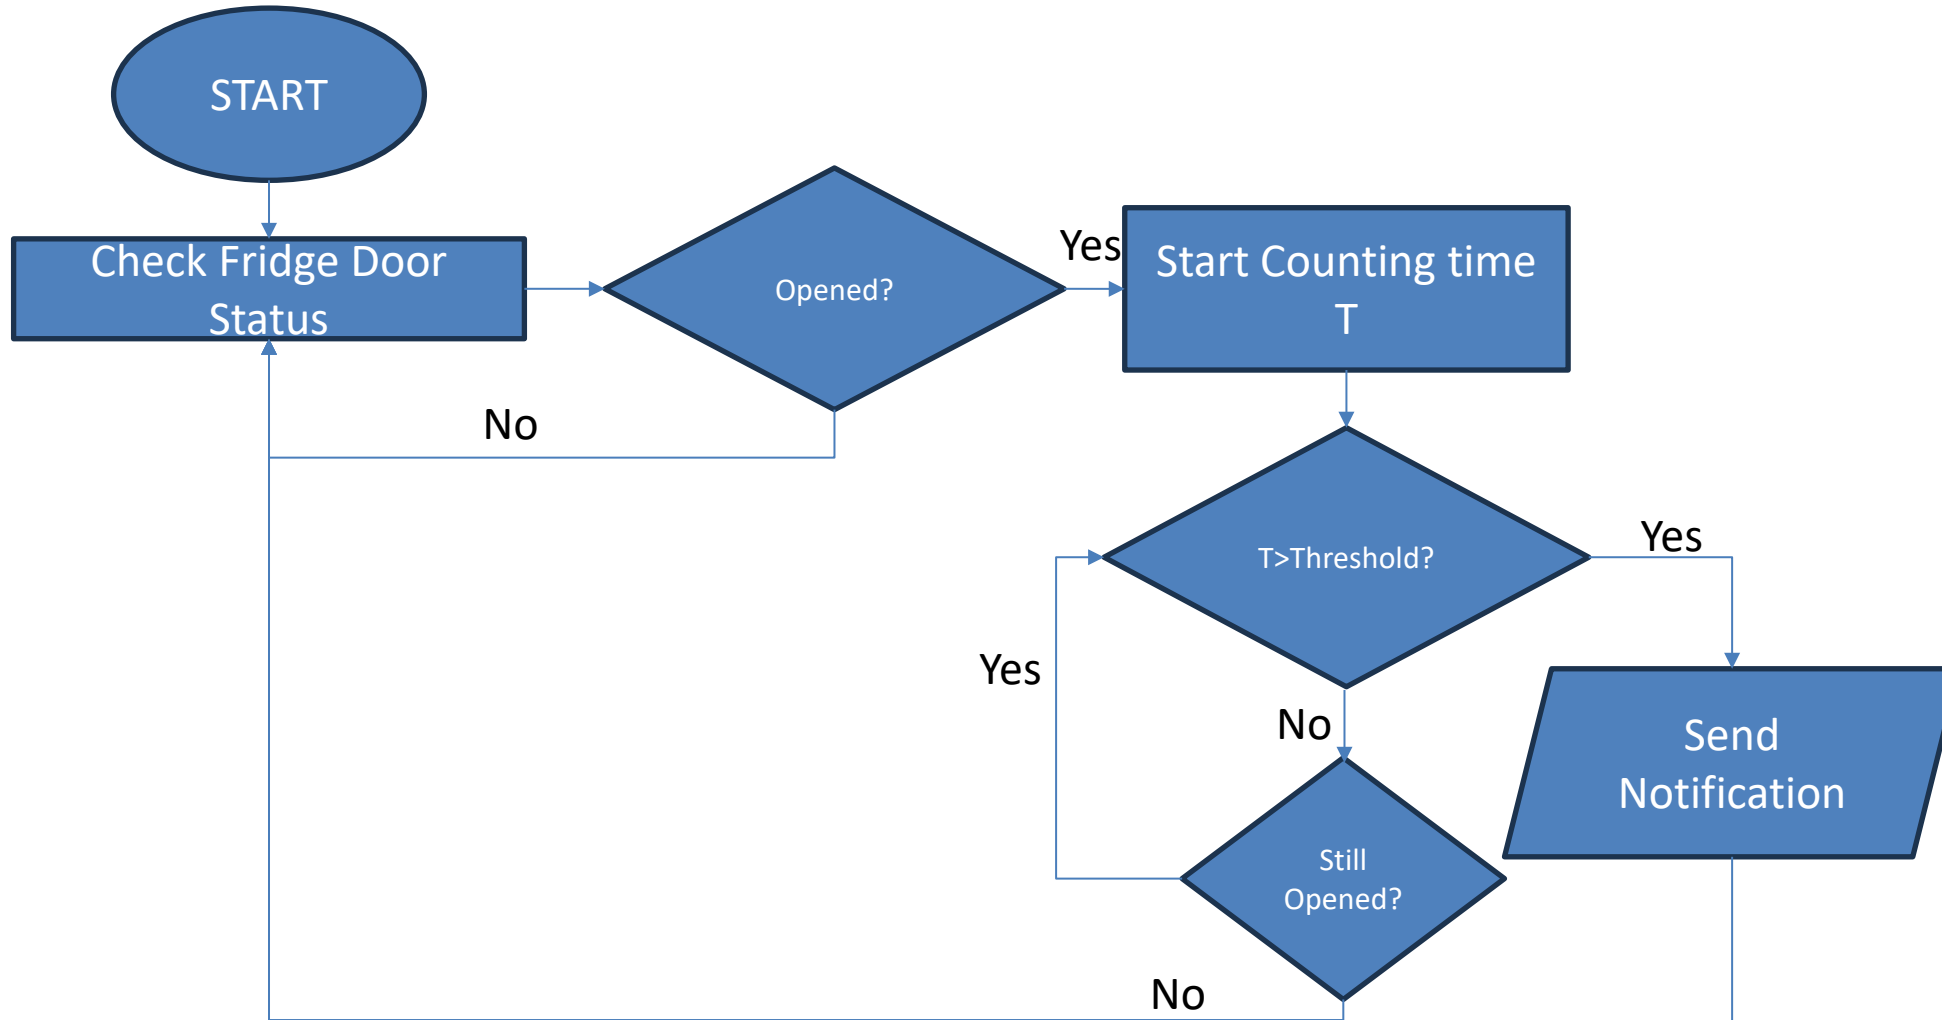 START
Check Fridge Door
Status
Opened?
Yes
Start Counting time
T
No
T>Threshold?
Yes
Yes
No
Send
Notification
Still
Opened?
No